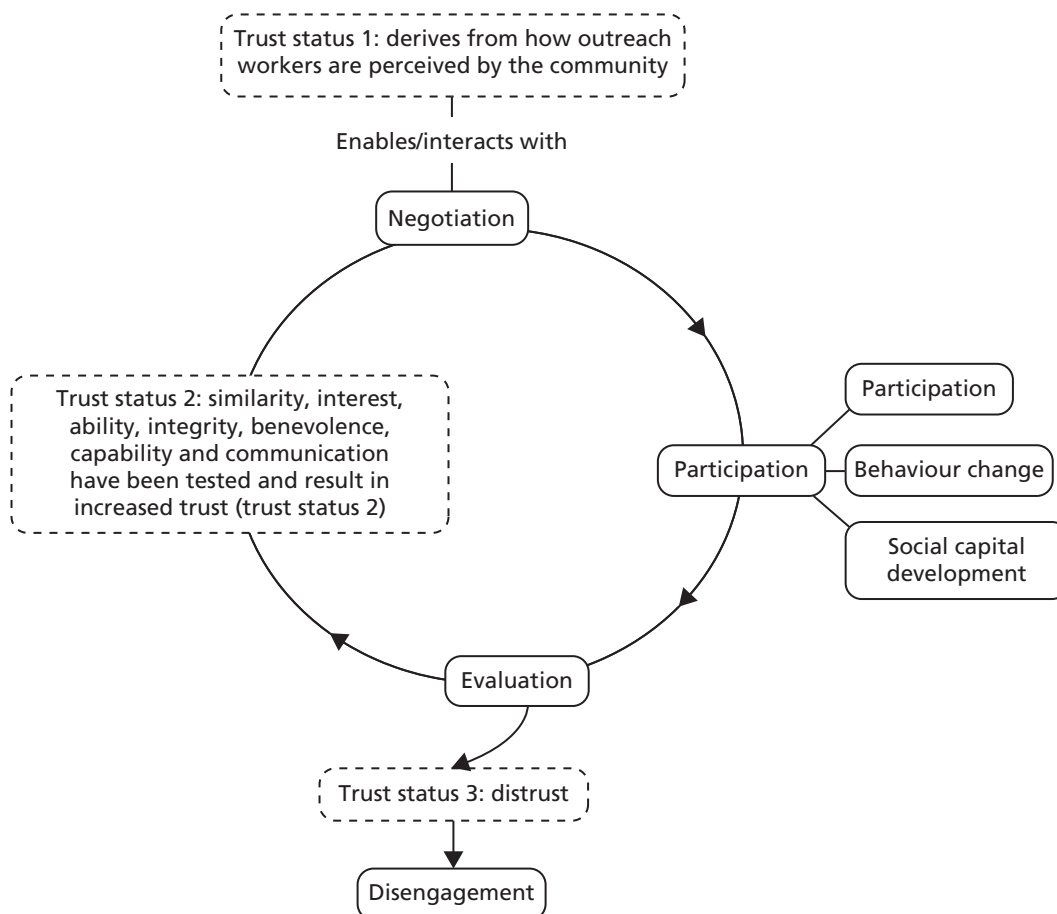 Trust status 1: derives from how outreach
workers are perceived by the community
Enables/interacts with
Negotiation
Trust status 2: similarity, interest,
ability, integrity, benevolence,
capability and communication
have been tested and result in
increased trust (trust status 2)
Participation
Participation
Behaviour change
Social capital
development
Evaluation
Trust status 3: distrust
Disengagement